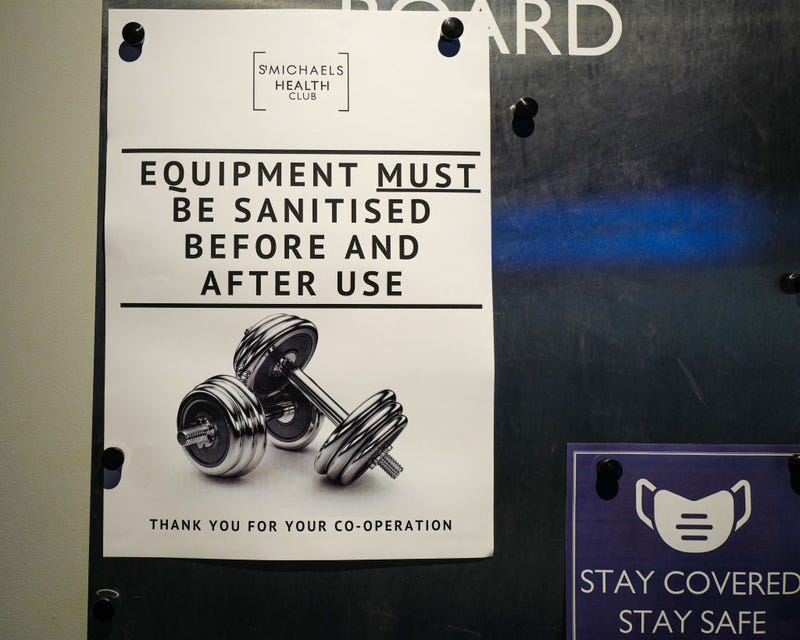 BOARD
ST MICHAELS
HEALTH
CLUB
EQUIPMENT MUST
BE SANITISED
BEFORE AND
AFTER USE
THANK YOU FOR YOUR CO-OPERATION
STAY COVERED
STAY SAFE